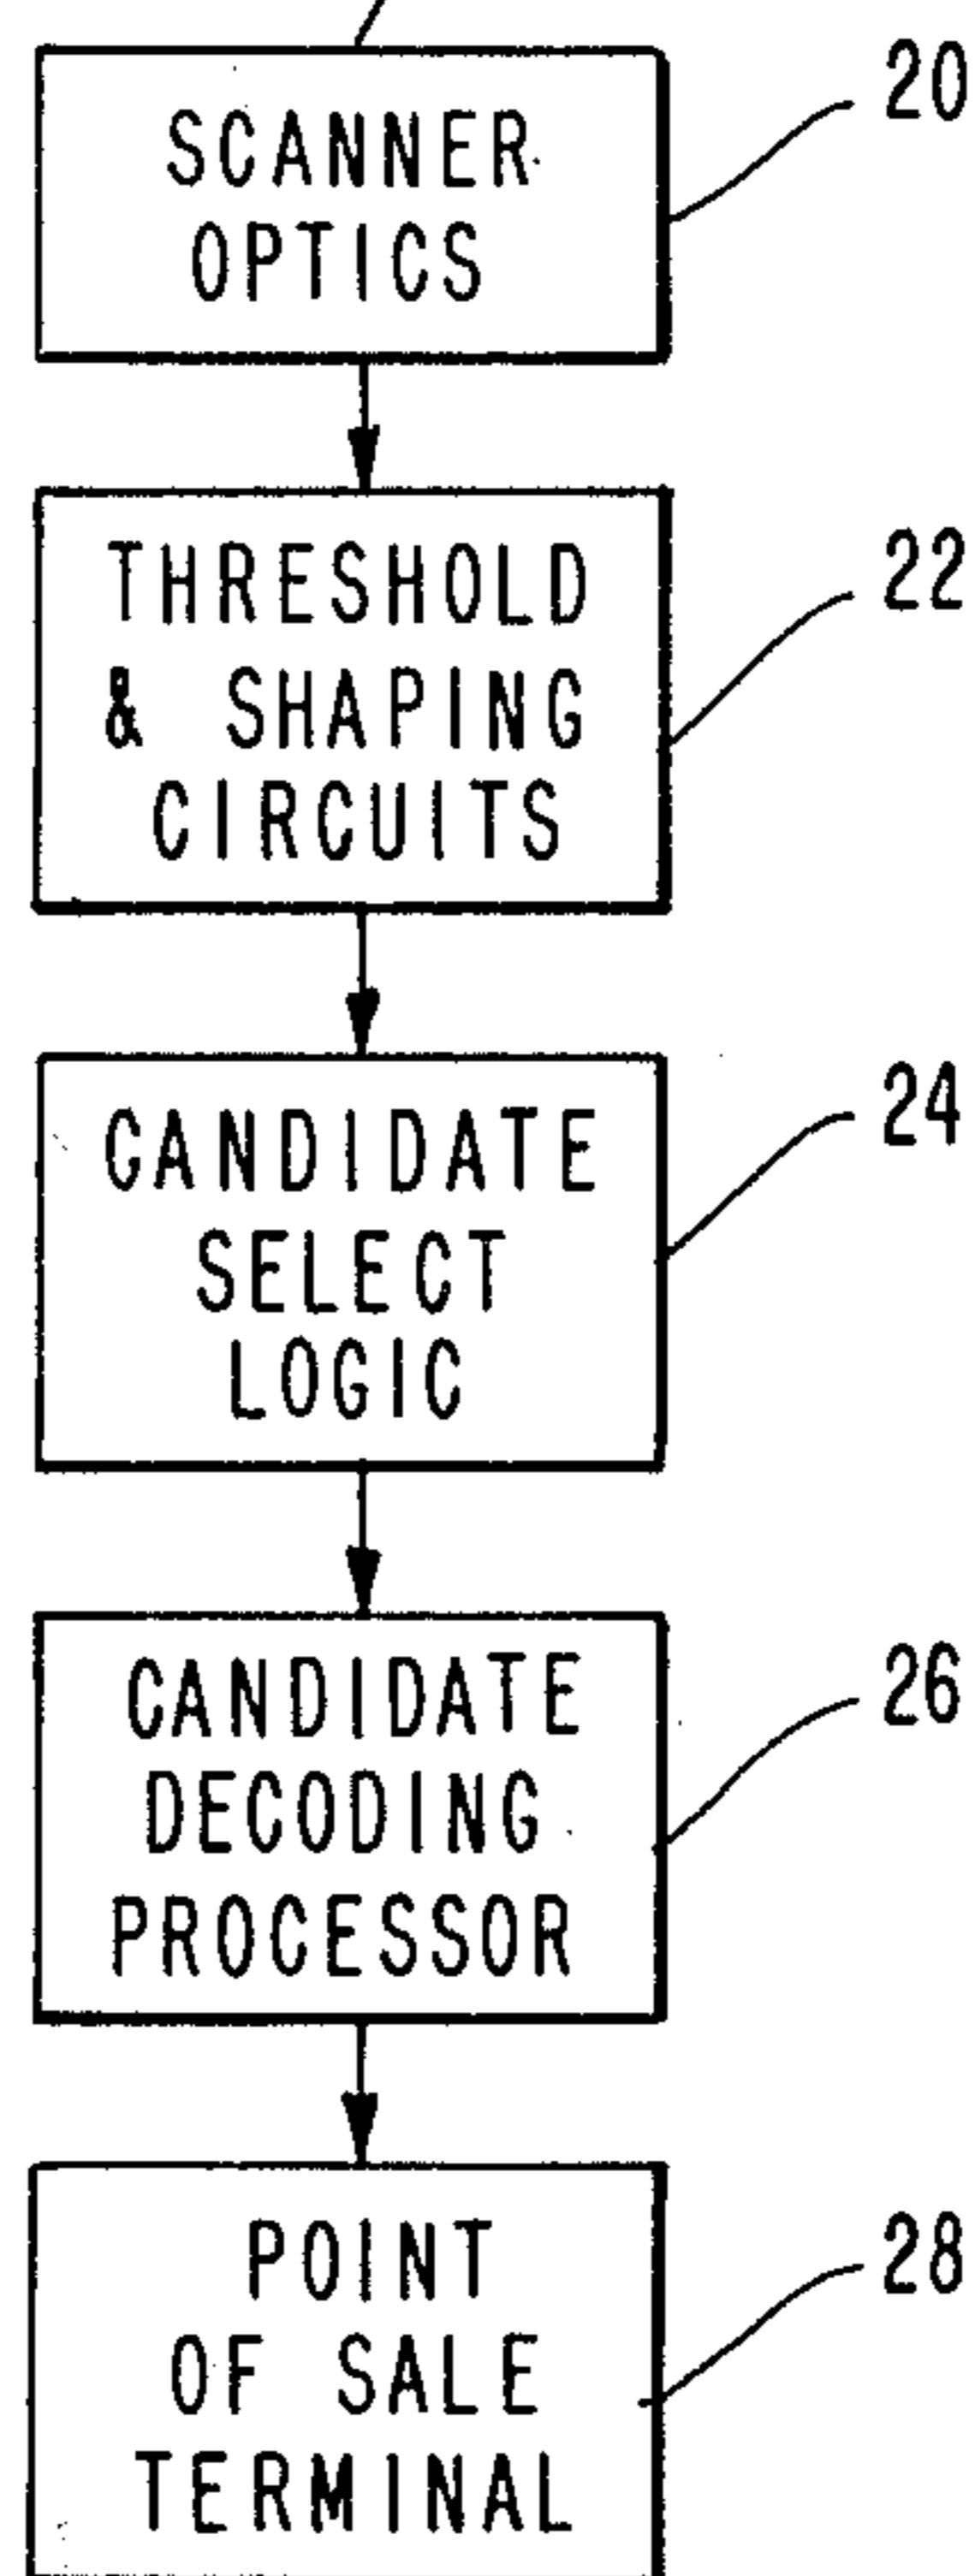 SCANNER
OPTICS
20
THRESHOLD
& SHAPING
CIRCUITS
22
CANDIDATE
SELECT
LOGIC
24
CANDIDATE
DECODING
PROCESSOR
26
POINT
OF SALE
TERMINAL
28